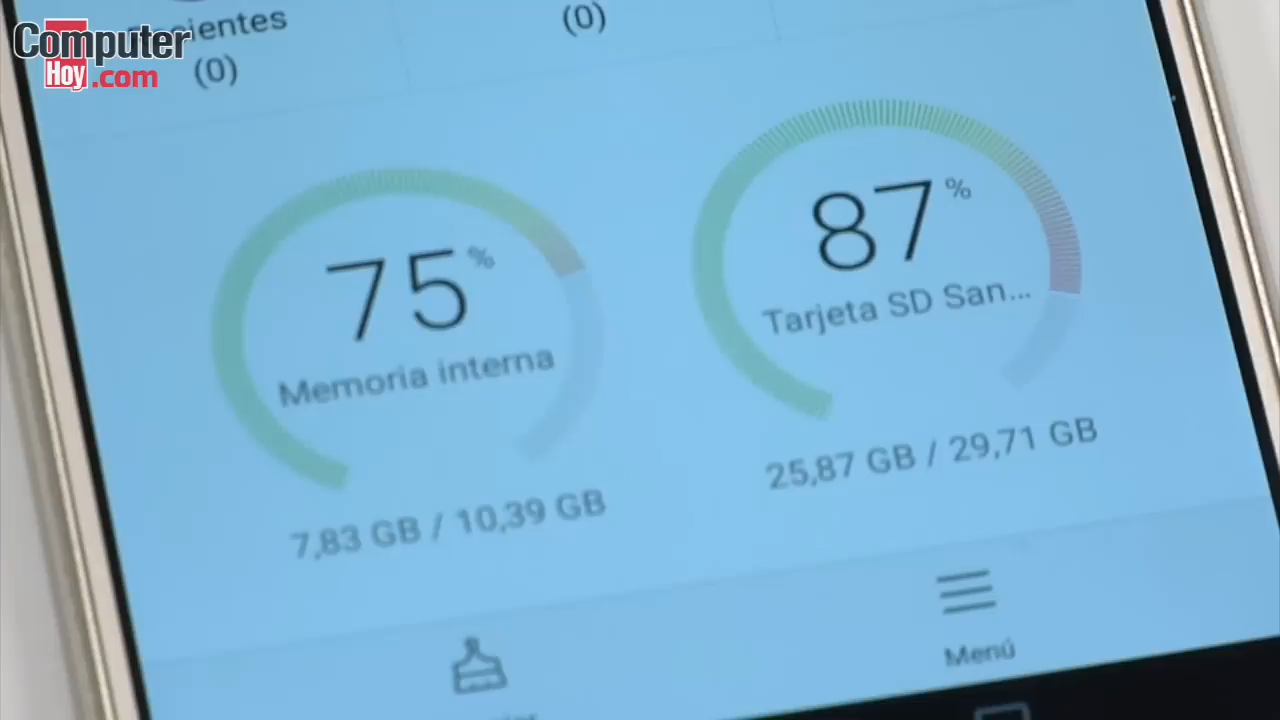 Computer
Hoy.com
(0)
(0)
75%
Memoria interna
7,83 GB / 10,39 GB
87%
Tarjeta SD San...
25,87 GB / 29,71 GB
Menú